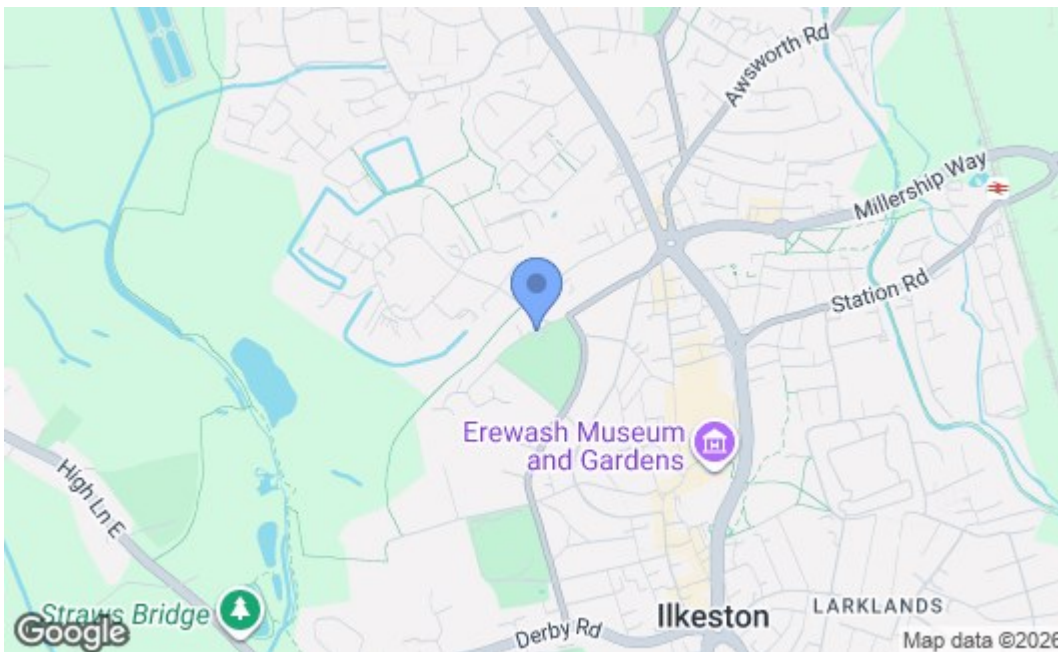 Awsworth Rd
Millership Way
Station Rd
Erewash Museum
and Gardens
High Ln E
Straws Bridge
Ilkeston
LARKLANDS
Derby Rd
Google
Map data ©2026